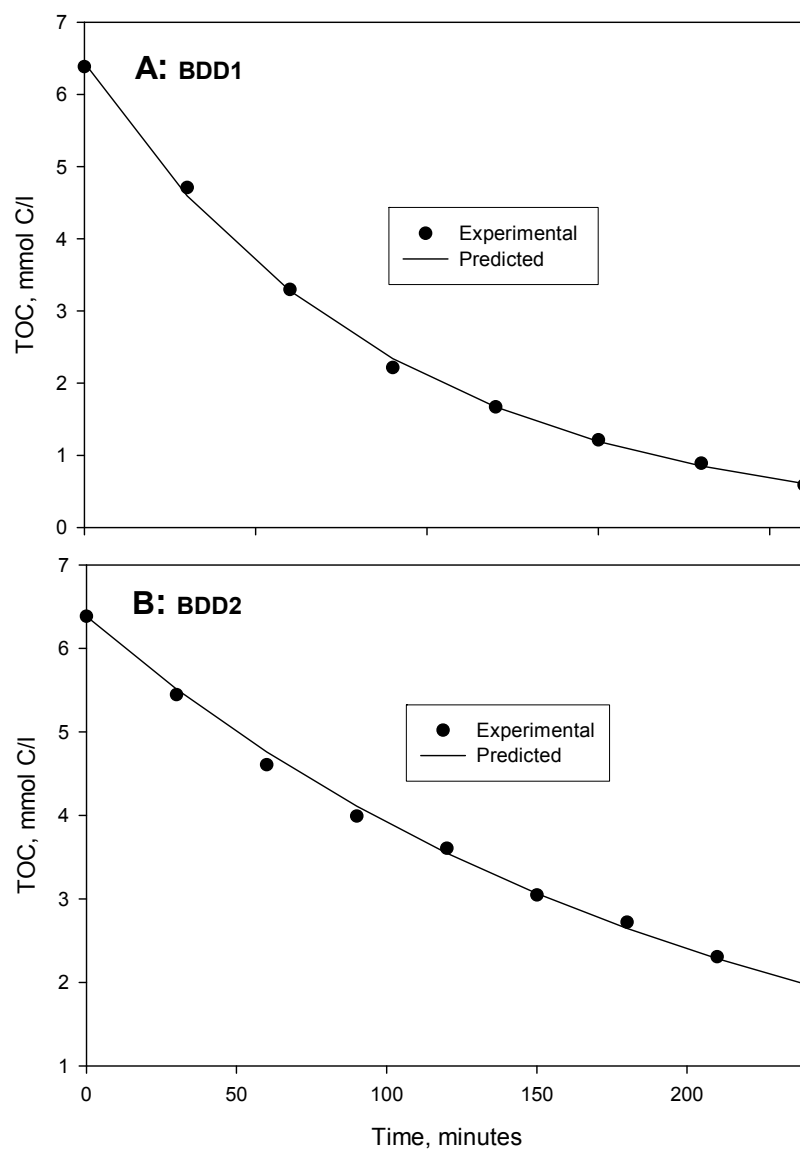 7
6
5
4
3
2
1
0
TOC, mmol C/l
A: BDD1
Experimental
Predicted
7
6
5
4
3
2
1
TOC, mmol C/l
B: BDD2
Experimental
Predicted
0 50 100 150 200
Time, minutes